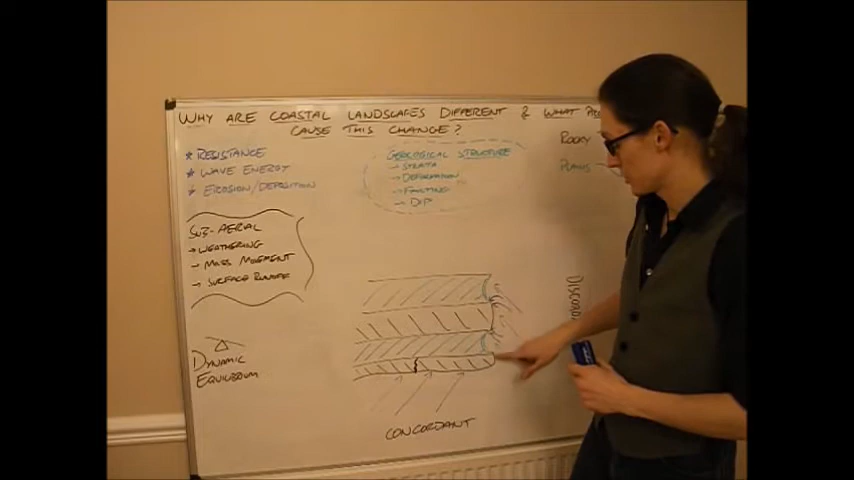 WHY ARE COASTAL LANDSCAPES DIFFERENT & WHAT
CAUSE THIS CHANGE?
* RESISTANCE
* WAVE ENERGY
* EROSION/DEPOSITION
GEOLOGICAL STRUCTURE
→ STRATA
→ DEFORMATION
→ FAULTING
→ DIP
ROCKY
PLAINS
SUB-AERIAL
→ WEATHERING
→ MASS MOVEMENT
→ SURFACE RUNOFF
DYNAMIC
EQUILIBRIUM
CONCORDANT